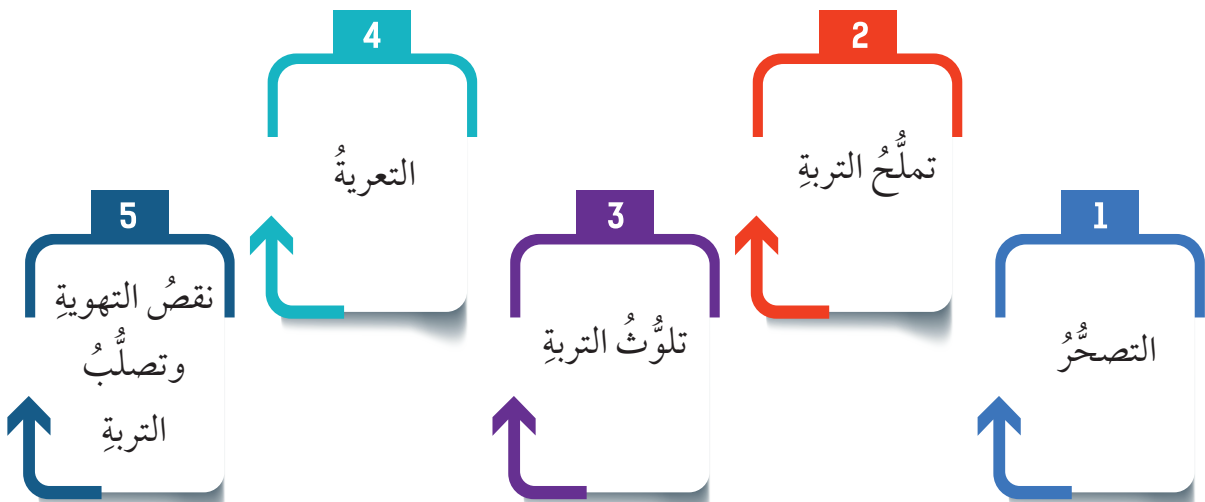 1
التصحُّرُ
2
تملُّحُ التربةِ
3
تلوُّثُ التربةِ
4
التعريةُ
5
نقصُ التهويةِ
وتصلُّبُ
التربةِ